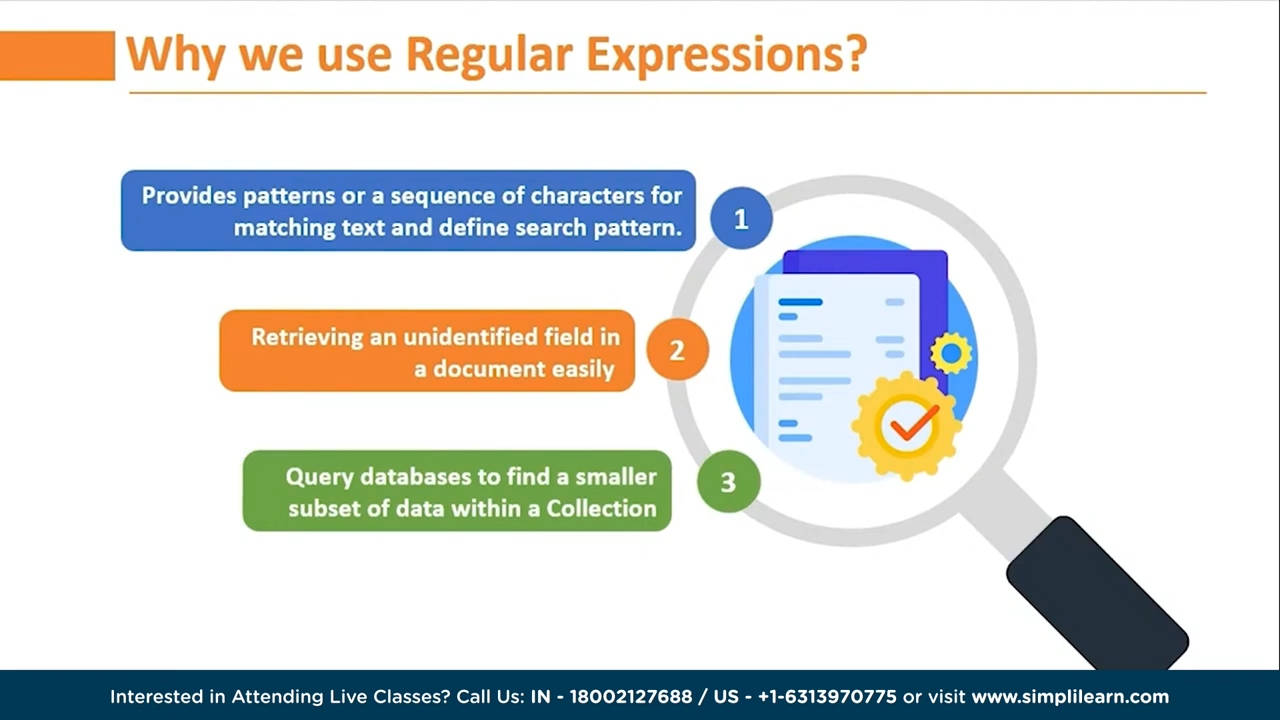 Why we use Regular Expressions?
Provides patterns or a sequence of characters for
matching text and define search pattern.
1
Retrieving an unidentified field in
a document easily
2
Query databases to find a smaller
subset of data within a Collection
3
Interested in Attending Live Classes? Call Us: IN - 18002127688 / US - +1-6313970775 or visit www.simplilearn.com